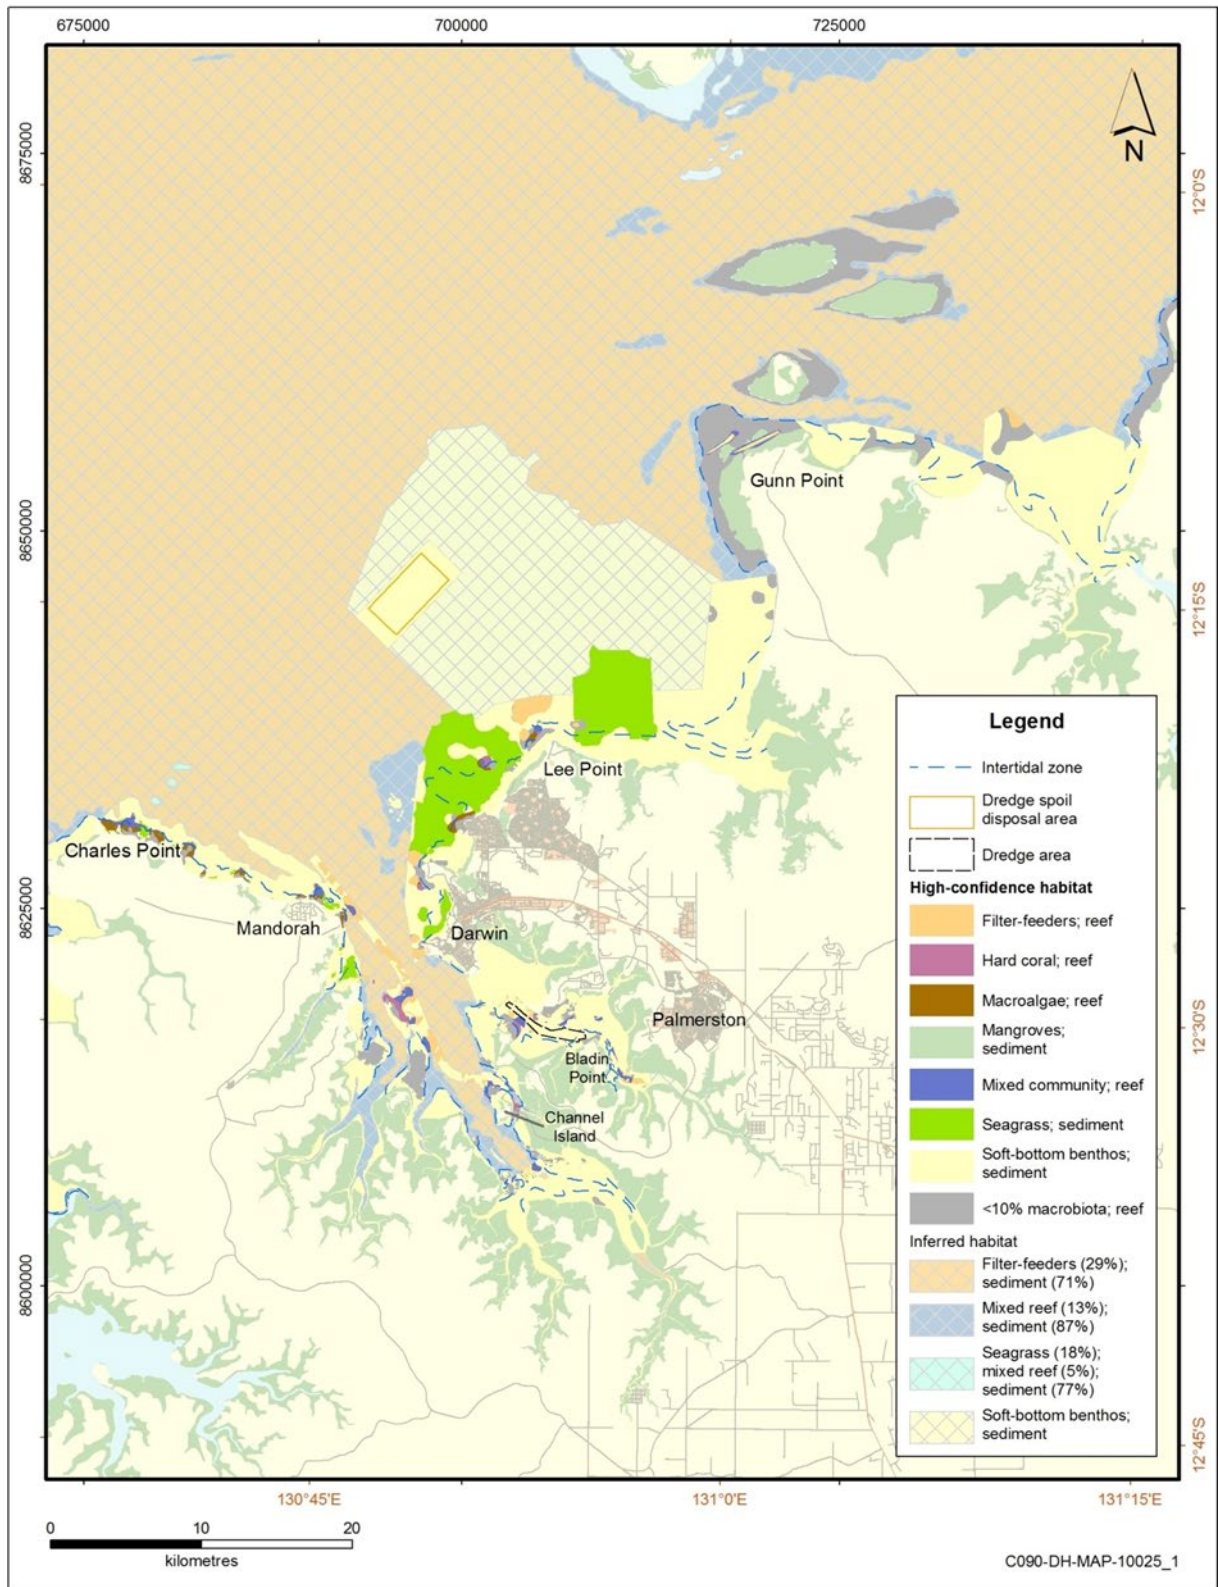 675000
700000
725000
8675000
N
12°0'S
Gunn Point
8650000
12°15'S
Legend
Intertidal zone
Dredge spoil
disposal area
Dredge area
High-confidence habitat
Filter-feeders; reef
Hard coral; reef
Macroalgae; reef
Mangroves;
sediment
Mixed community; reef
Seagrass; sediment
Soft-bottom benthos;
sediment
<10% macrobiota; reef
Inferred habitat
Filter-feeders (29%);
sediment (71%)
Mixed reef (13%);
sediment (87%)
Seagrass (18%);
mixed reef (5%);
sediment (77%)
Soft-bottom benthos;
sediment
Lee Point
Charles Point
8625000
Mandorah
Darwin
Palmerston
12°30'S
Bladin
Point
Channel
Island
8600000
12°45'S
130°45'E
131°0'E
131°15'E
0
10
20
kilometres
C090-DH-MAP-10025_1